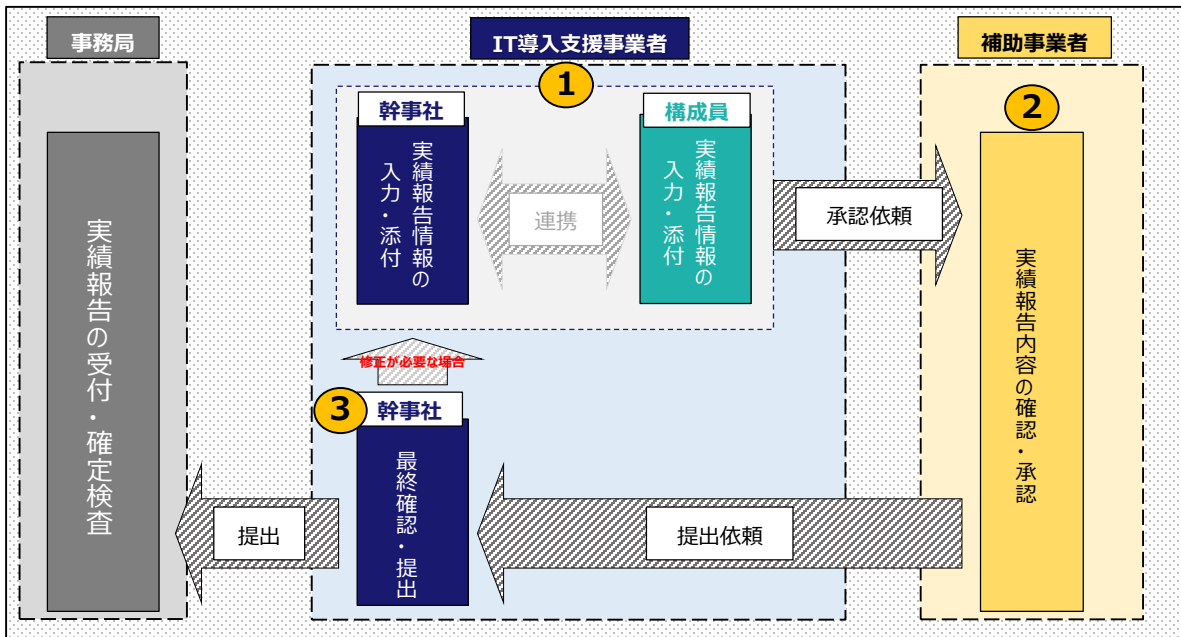 事務局
IT導入支援事業者
補助事業者
1
幹事社
構成員
2
実績報告情報の
入力・添付
連携
実績報告情報の
入力・添付
承認依頼
実績報告の受付・確定検査
実績報告内容の確認・承認
修正が必要な場合
3
幹事社
最終確認・提出
提出
提出依頼